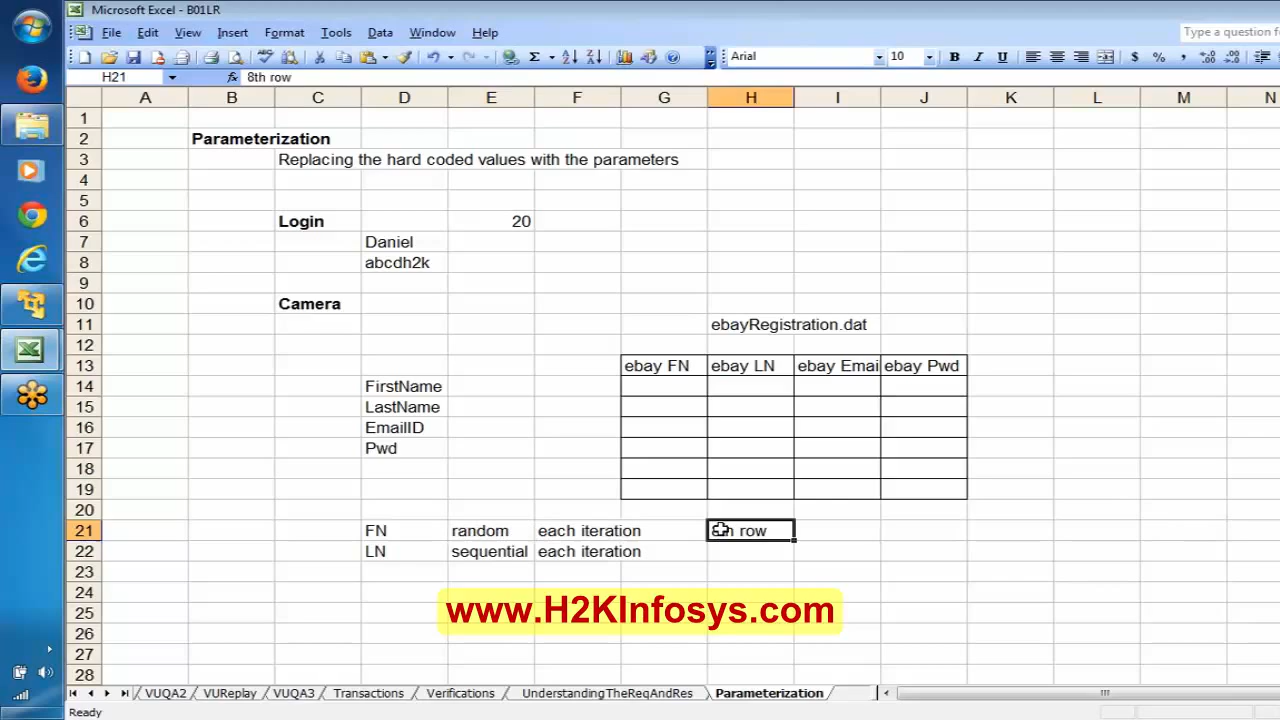 Microsoft Excel - B01LR
File Edit View Insert Format Tools Data Window Help
Type a question f
Arial 10 B I U $ % ,
H21 fx 8th row
A B C D E F G H I J K L M N
1
2 Parameterization
3 Replacing the hard coded values with the parameters
4
5
6 Login 20
7 Daniel
8 abcdh2k
9
10 Camera
11 ebayRegistration.dat
12
13 ebay FN ebay LN ebay Emai ebay Pwd
14 FirstName
15 LastName
16 EmailID
17 Pwd
18
19
20
21 FN random each iteration row
22 LN sequential each iteration
23
24
25
26
27
28
www.H2KInfosys.com
VUQA2 VUReplay VUQA3 Transactions Verifications UnderstandingTheReqAndRes Parameterization
Ready